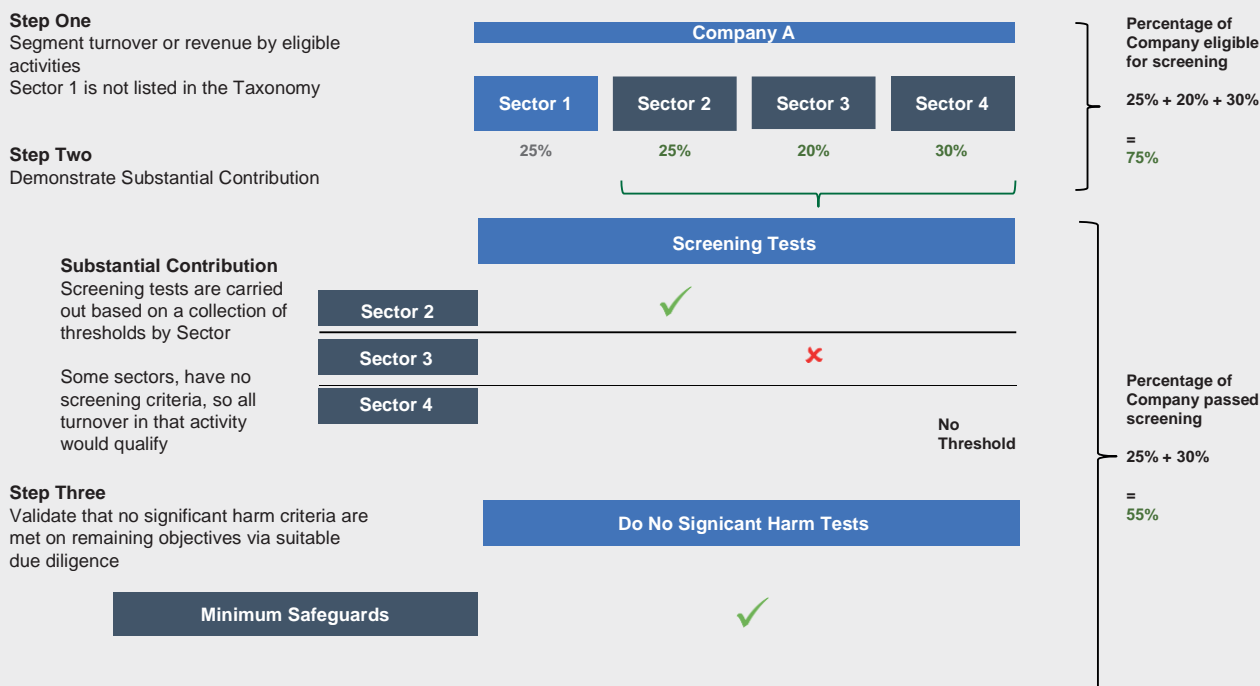 Step One
Segment turnover or revenue by eligible
activities
Sector 1 is not listed in the Taxonomy
Company A
Sector 1
Sector 2
Sector 3
Sector 4
25%
25%
20%
30%
Percentage of
Company eligible
for screening
25% + 20% + 30%
=
75%
Step Two
Demonstrate Substantial Contribution
Screening Tests
Substantial Contribution
Screening tests are carried
out based on a collection of
thresholds by Sector
Some sectors, have no
screening criteria, so all
turnover in that activity
would qualify
Sector 2
Sector 3
Sector 4
No
Threshold
Percentage of
Company passed
screening
25% + 30%
=
55%
Step Three
Validate that no significant harm criteria are
met on remaining objectives via suitable
due diligence
Do No Signicant Harm Tests
Minimum Safeguards